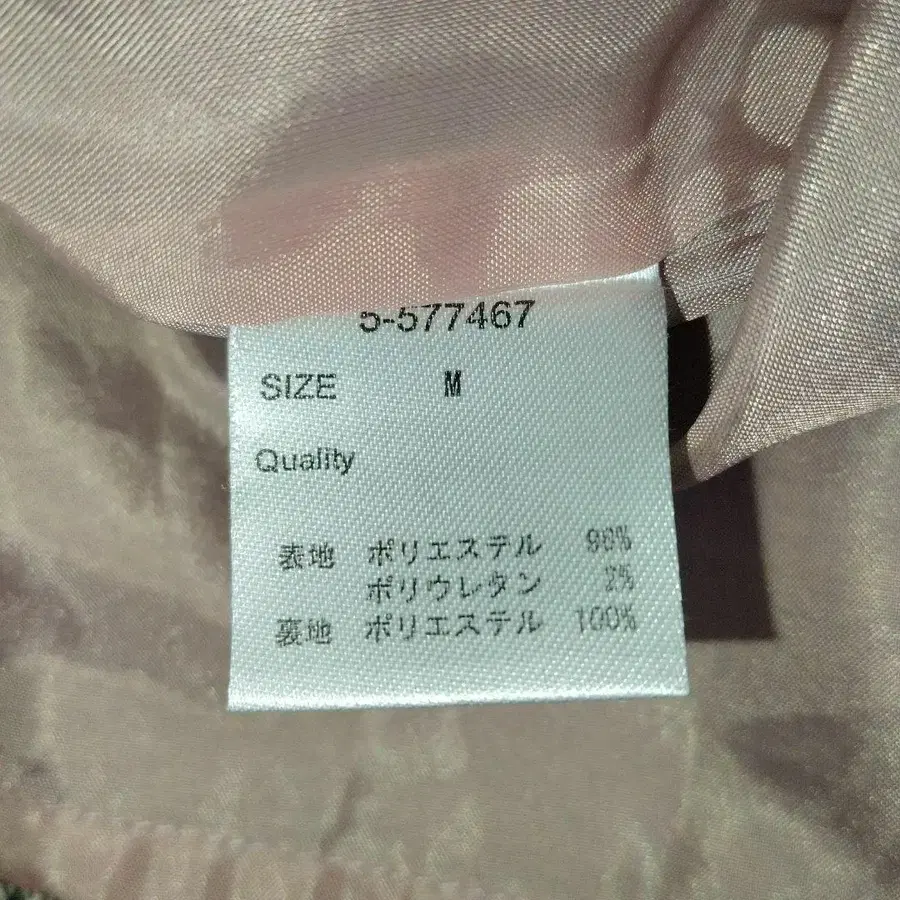 5-577467
SIZE M
Quality
表地 ポリエステル 98%
ポリウレタン 2%
裏地 ポリエステル 100%